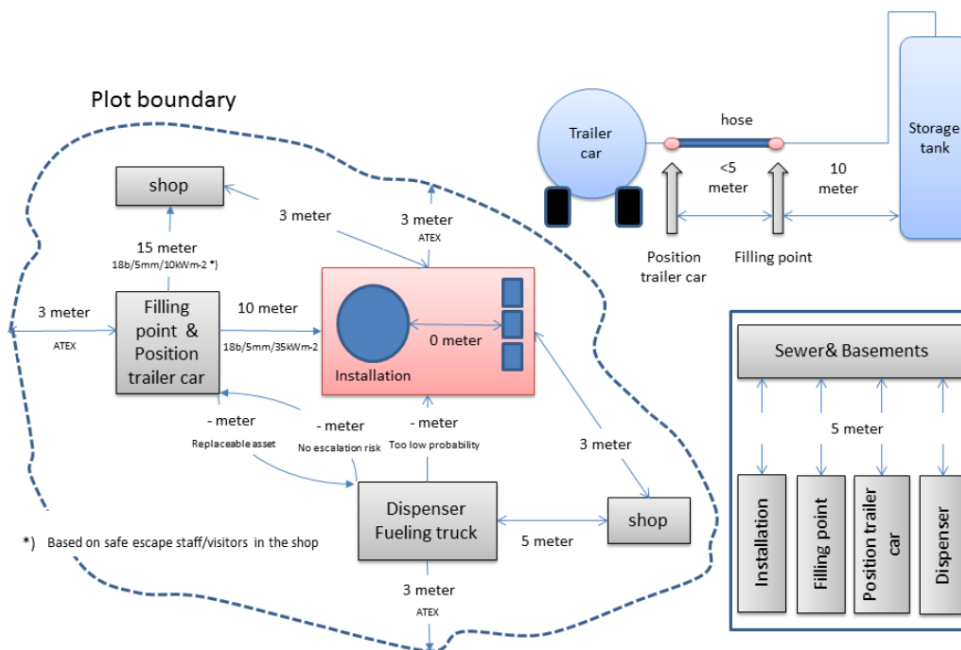 Plot boundary
shop
3 meter
3 meter
ATEX
15 meter
18b/5mm/10kWm-2 *)
3 meter
ATEX
Filling
point &
Position
trailer car
10 meter
18b/5mm/35kWm-2
0 meter
Installation
- meter
Replaceable asset
- meter
No escalation risk
- meter
Too low probability
3 meter
Dispenser
Fueling truck
5 meter
shop
*) Based on safe escape staff/visitors in the shop
3 meter
ATEX
Trailer
car
hose
<5
meter
10
meter
Storage
tank
Position
trailer car
Filling point
Sewer& Basements
5 meter
Installation
Filling point
Position trailer
car
Dispenser